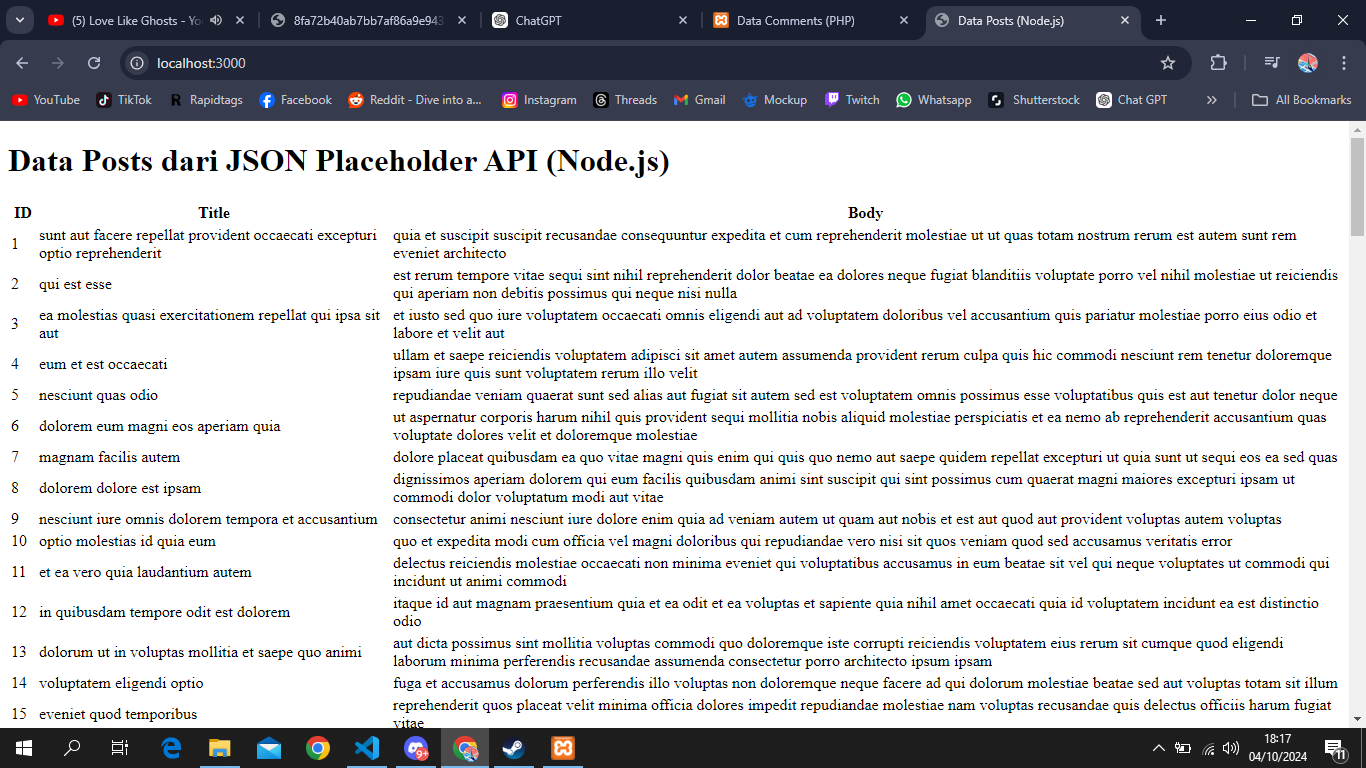 (5) Love Like Ghosts - Yo
8fa72b40ab7bb7af86a9e943
ChatGPT
Data Comments (PHP)
Data Posts (Node.js)
localhost:3000
YouTube
TikTok
Rapidtags
Facebook
Reddit - Dive into a...
Instagram
Threads
Gmail
Mockup
Twitch
Whatsapp
Shutterstock
Chat GPT
All Bookmarks
Data Posts dari JSON Placeholder API (Node.js)
ID Title Body
1 sunt aut facere repellat provident occaecati excepturi optio reprehenderit quia et suscipit suscipit recusandae consequuntur expedita et cum reprehenderit molestiae ut ut quas totam nostrum rerum est autem sunt rem eveniet architecto
2 qui est esse est rerum tempore vitae sequi sint nihil reprehenderit dolor beatae ea dolores neque fugiat blanditiis voluptate porro vel nihil molestiae ut reiciendis qui aperiam non debitis possimus qui neque nisi nulla
3 ea molestias quasi exercitationem repellat qui ipsa sit aut et iusto sed quo iure voluptatem occaecati omnis eligendi aut ad voluptatem doloribus vel accusantium quis pariatur molestiae porro eius odio et labore et velit aut
4 eum et est occaecati ullam et saepe reiciendis voluptatem adipisci sit amet autem assumenda provident rerum culpa quis hic commodi nesciunt rem tenetur doloremque ipsam iure quis sunt voluptatem rerum illo velit
5 nesciunt quas odio repudiandae veniam quaerat sunt sed alias aut fugiat sit autem sed est voluptatem omnis possimus esse voluptatibus quis est aut tenetur dolor neque
6 dolorem eum magni eos aperiam quia ut aspernatur corporis harum nihil quis provident sequi mollitia nobis aliquid molestiae perspiciatis et ea nemo ab reprehenderit accusantium quas voluptate dolores velit et doloremque molestiae
7 magnam facilis autem dolore placeat quibusdam ea quo vitae magni quis enim qui quis quo nemo aut saepe quidem repellat excepturi ut quia sunt ut sequi eos ea sed quas
8 dolorem dolore est ipsam dignissimos aperiam dolorem qui eum facilis quibusdam animi sint suscipit qui sint possimus cum quaerat magni maiores excepturi ipsam ut commodi dolor voluptatum modi aut vitae
9 nesciunt iure omnis dolorem tempora et accusantium consectetur animi nesciunt iure dolore enim quia ad veniam autem ut quam aut nobis et est aut quod aut provident voluptas autem voluptas
10 optio molestias id quia eum quo et expedita modi cum officia vel magni doloribus qui repudiandae vero nisi sit quos veniam quod sed accusamus veritatis error
11 et ea vero quia laudantium autem delectus reiciendis molestiae occaecati non minima eveniet qui voluptatibus accusamus in eum beatae sit vel qui neque voluptates ut commodi qui incidunt ut animi commodi
12 in quibusdam tempore odit est dolorem itaque id aut magnam praesentium quia et ea odit et ea voluptas et sapiente quia nihil amet occaecati quia id voluptatem incidunt ea est distinctio odio
13 dolorum ut in voluptas mollitia et saepe quo animi aut dicta possimus sint mollitia voluptas commodi quo doloremque iste corrupti reiciendis voluptatem eius rerum sit cumque quod eligendi laborum minima perferendis recusandae assumenda consectetur porro architecto ipsum ipsam
14 voluptatem eligendi optio fuga et accusamus dolorum perferendis illo voluptas non doloremque neque facere ad qui dolorum molestiae beatae sed aut voluptas totam sit illum
15 eveniet quod temporibus reprehenderit quos placeat velit minima officia dolores impedit repudiandae molestiae nam voluptas recusandae quis delectus officiis harum fugiat vitae
9+
18:17
04/10/2024
11